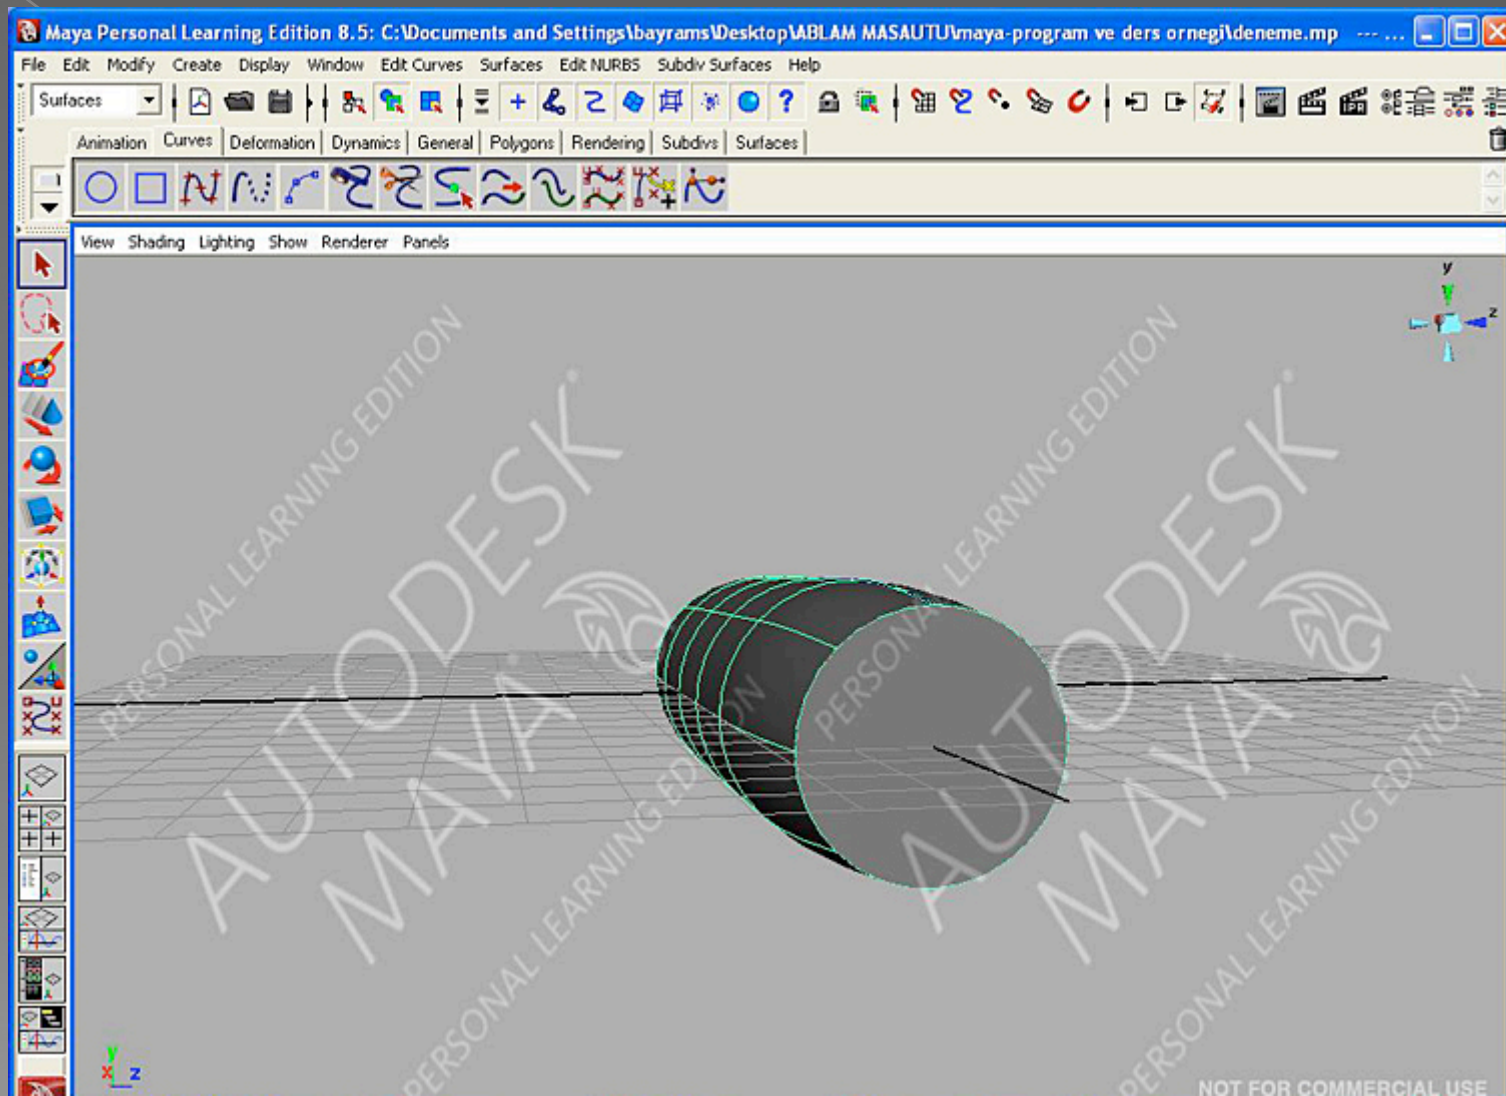 Maya Personal Learning Edition 8.5: C:\Documents and Settings\bayrams\Desktop\ABLAM MASAUTU\maya-program ve ders ornegi\deneme.mp --- ...
File Edit Modify Create Display Window Edit Curves Surfaces Edit NURBS Subdiv Surfaces Help
Surfaces
Animation Curves Deformation Dynamics General Polygons Rendering Subdivs Surfaces
View Shading Lighting Show Renderer Panels
y
z
PERSONAL LEARNING EDITION
AUTODESK
MAYA
PERSONAL LEARNING EDITION
AUTODESK
MAYA
PERSONAL LEARNING EDITION
PERSONAL LEARNING EDITION
y
x z
NOT FOR COMMERCIAL USE